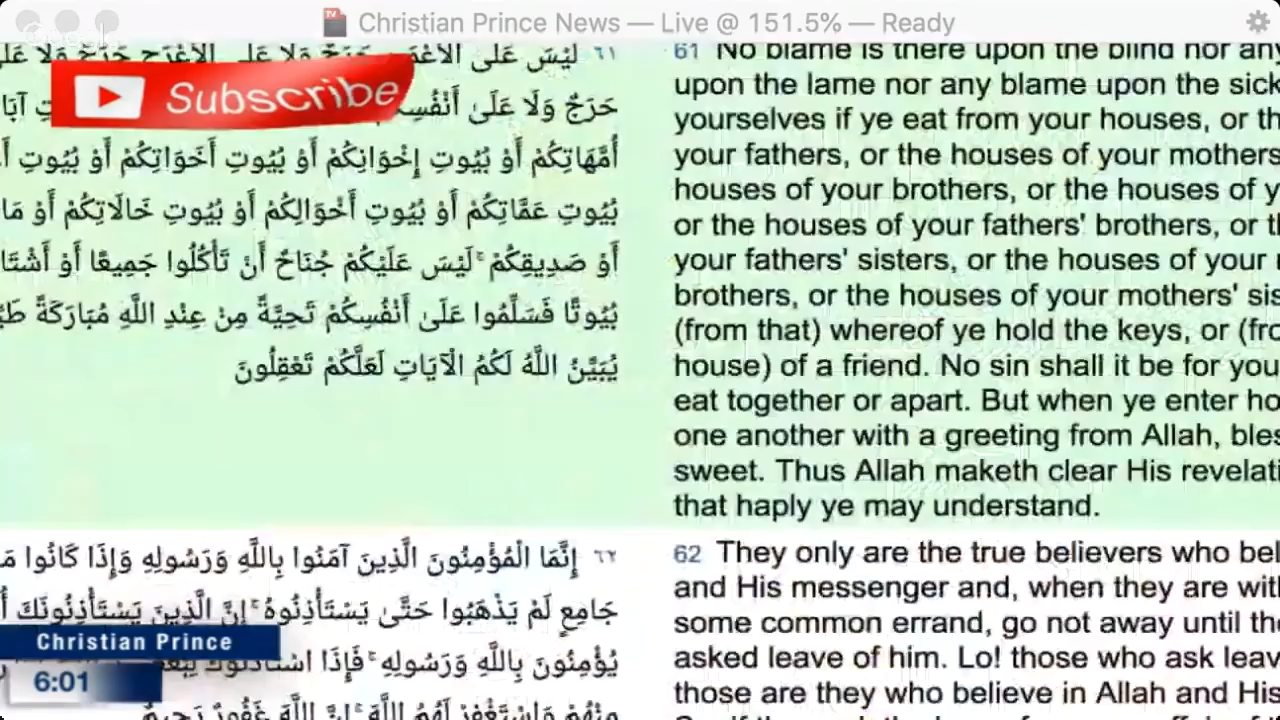 Christian Prince News — Live @ 151.5% — Ready
Subscribe
٦١ لَيْسَ عَلَى
حَرَجٌ وَلَا عَلَىٰ
أُمَّهَاتِكُمْ أَوْ بُيُوتِ إِخْوَانِكُمْ أَوْ بُيُوتِ أَخَوَاتِكُمْ أَوْ بُيُوتِ
بُيُوتِ عَمَّاتِكُمْ أَوْ بُيُوتِ أَخْوَالِكُمْ أَوْ بُيُوتِ خَالَاتِكُمْ أَوْ مَا
أَوْ صَدِيقِكُمْ ۚ لَيْسَ عَلَيْكُمْ جُنَاحٌ أَنْ تَأْكُلُوا جَمِيعًا أَوْ
بُيُوتًا فَسَلِّمُوا عَلَىٰ أَنْفُسِكُمْ تَحِيَّةً مِنْ عِنْدِ اللَّهِ مُبَارَكَةً
يُبَيِّنُ اللَّهُ لَكُمُ الْآيَاتِ لَعَلَّكُمْ تَعْقِلُونَ
٦٢ إِنَّمَا الْمُؤْمِنُونَ الَّذِينَ آمَنُوا بِاللَّهِ وَرَسُولِهِ وَإِذَا كَانُوا
جَامِعٍ لَمْ يَذْهَبُوا حَتَّىٰ يَسْتَأْذِنُوهُ ۚ إِنَّ الَّذِينَ يَسْتَأْذِنُونَكَ
يُؤْمِنُونَ بِاللَّهِ وَرَسُولِهِ ۚ فَإِذَا
مِنْهُمْ وَاسْتَغْفِرْ لَهُمُ اللَّهَ ۚ إِنَّ اللَّهَ غَفُورٌ رَحِيمٌ
61 No blame is there upon the blind nor any
upon the lame nor any blame upon the sick
yourselves if ye eat from your houses, or th
your fathers, or the houses of your mothers
houses of your brothers, or the houses of y
or the houses of your fathers' brothers, or t
your fathers' sisters, or the houses of your
brothers, or the houses of your mothers' sis
(from that) whereof ye hold the keys, or (fro
house) of a friend. No sin shall it be for you
eat together or apart. But when ye enter ho
one another with a greeting from Allah, bles
sweet. Thus Allah maketh clear His revelati
that haply ye may understand.
62 They only are the true believers who bel
and His messenger and, when they are with
some common errand, go not away until the
asked leave of him. Lo! those who ask leav
those are they who believe in Allah and His
Christian Prince
6:01